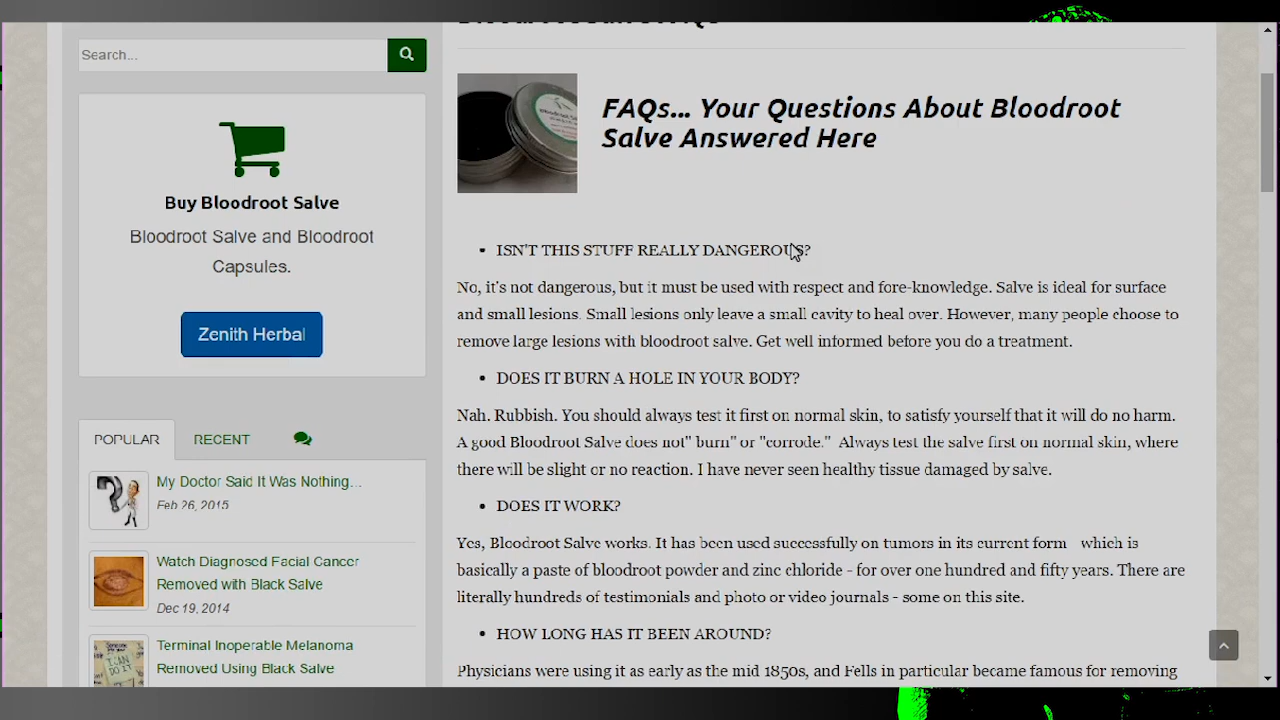 Search...
Buy Bloodroot Salve
Bloodroot Salve and Bloodroot
Capsules.
Zenith Herbal
POPULAR
RECENT
My Doctor Said It Was Nothing...
Feb 26, 2015
Watch Diagnosed Facial Cancer
Removed with Black Salve
Dec 19, 2014
Terminal Inoperable Melanoma
Removed Using Black Salve
FAQs... Your Questions About Bloodroot
Salve Answered Here
• ISN'T THIS STUFF REALLY DANGEROUS?
No, it's not dangerous, but it must be used with respect and fore-knowledge. Salve is ideal for surface
and small lesions. Small lesions only leave a small cavity to heal over. However, many people choose to
remove large lesions with bloodroot salve. Get well informed before you do a treatment.
• DOES IT BURN A HOLE IN YOUR BODY?
Nah. Rubbish. You should always test it first on normal skin, to satisfy yourself that it will do no harm.
A good Bloodroot Salve does not" burn" or "corrode." Always test the salve first on normal skin, where
there will be slight or no reaction. I have never seen healthy tissue damaged by salve.
• DOES IT WORK?
Yes, Bloodroot Salve works. It has been used successfully on tumors in its current form which is
basically a paste of bloodroot powder and zinc chloride - for over one hundred and fifty years. There are
literally hundreds of testimonials and photo or video journals - some on this site.
• HOW LONG HAS IT BEEN AROUND?
Physicians were using it as early as the mid 1850s, and Fells in particular became famous for removing